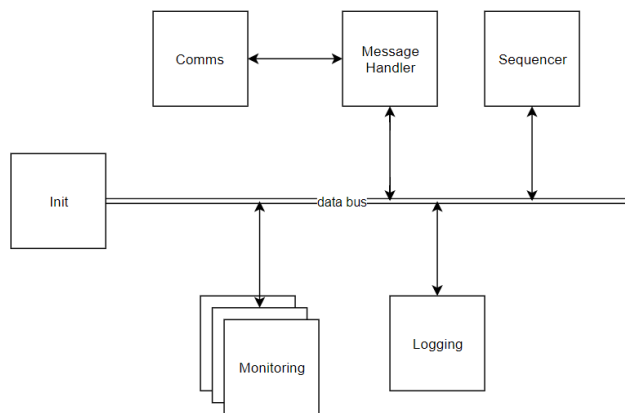 Comms
Message
Handler
Sequencer
Init
data bus
Monitoring
Logging